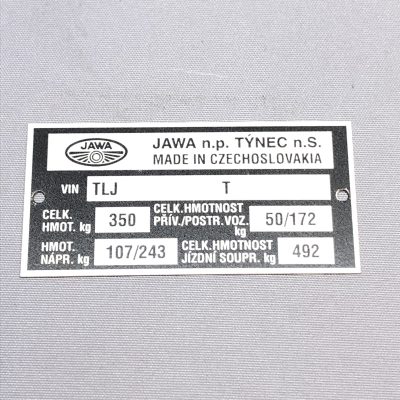 JAWA
JAWA n.p. TÝNEC n.S.
MADE IN CZECHOSLOVAKIA
VIN TLJ T
CELK. HMOT. kg 350
CELK.HMOTNOST PŘÍV./POSTR.VOZ. kg 50/172
HMOT. NÁPR. kg 107/243
CELK.HMOTNOST JÍZDNÍ SOUPR. kg 492